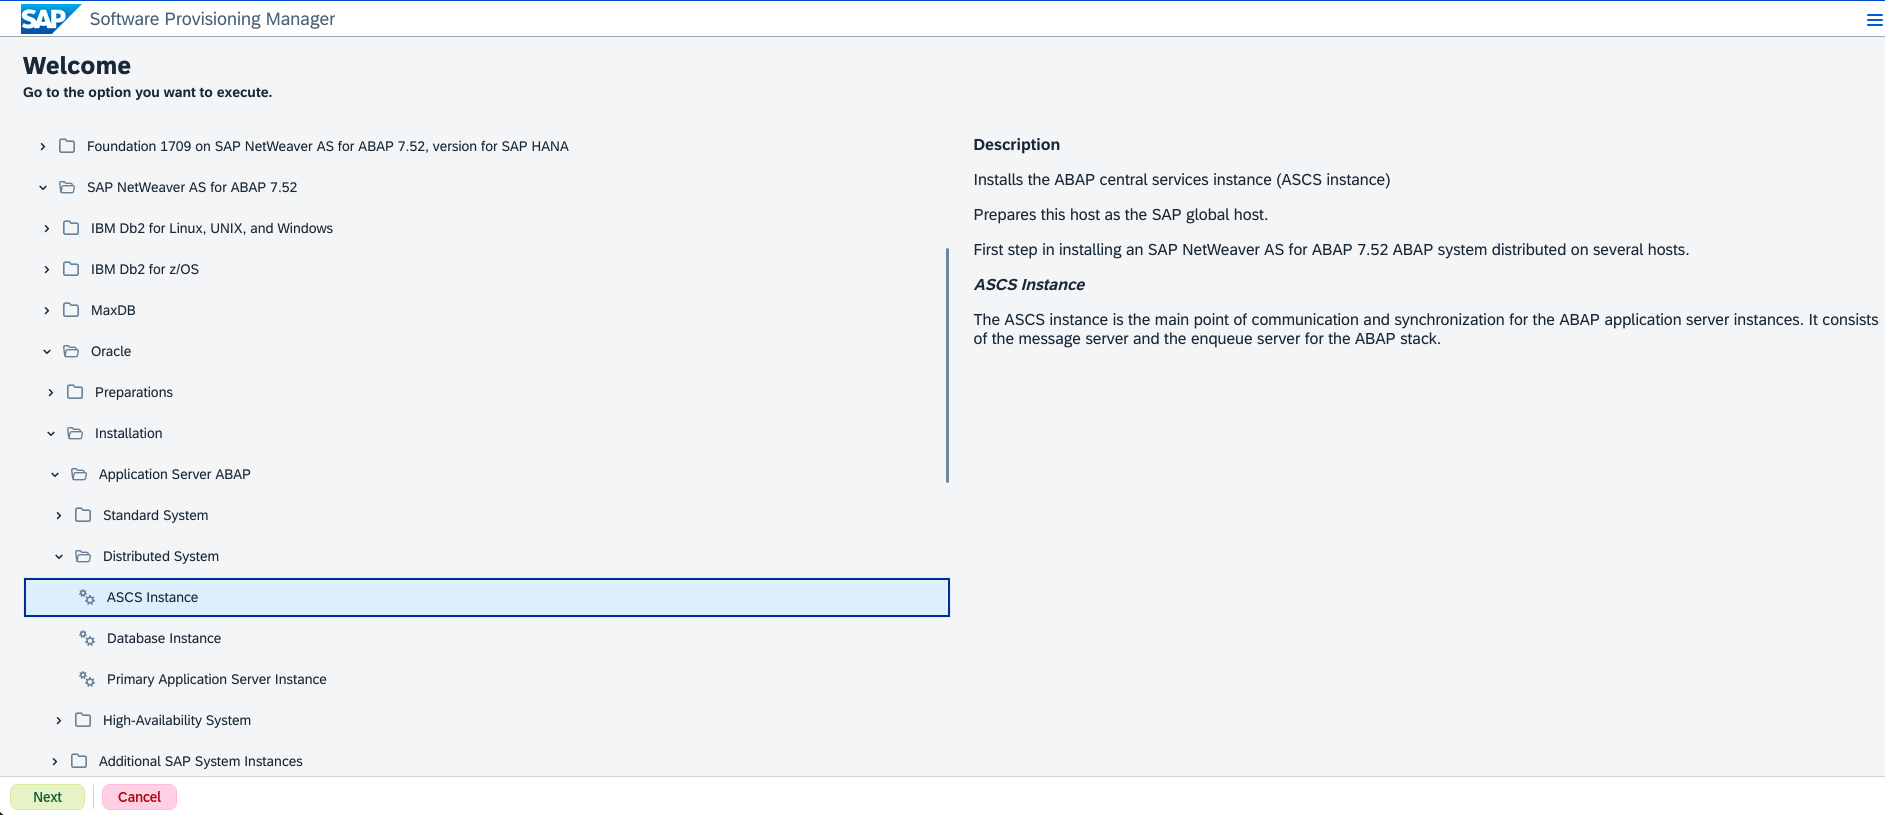 SAP Software Provisioning Manager
Welcome
Go to the option you want to execute.
Foundation 1709 on SAP NetWeaver AS for ABAP 7.52, version for SAP HANA
SAP NetWeaver AS for ABAP 7.52
IBM Db2 for Linux, UNIX, and Windows
IBM Db2 for z/OS
MaxDB
Oracle
Preparations
Installation
Application Server ABAP
Standard System
Distributed System
ASCS Instance
Database Instance
Primary Application Server Instance
High-Availability System
Additional SAP System Instances
Description
Installs the ABAP central services instance (ASCS instance)
Prepares this host as the SAP global host.
First step in installing an SAP NetWeaver AS for ABAP 7.52 ABAP system distributed on several hosts.
ASCS Instance
The ASCS instance is the main point of communication and synchronization for the ABAP application server instances. It consists
of the message server and the enqueue server for the ABAP stack.
Next
Cancel